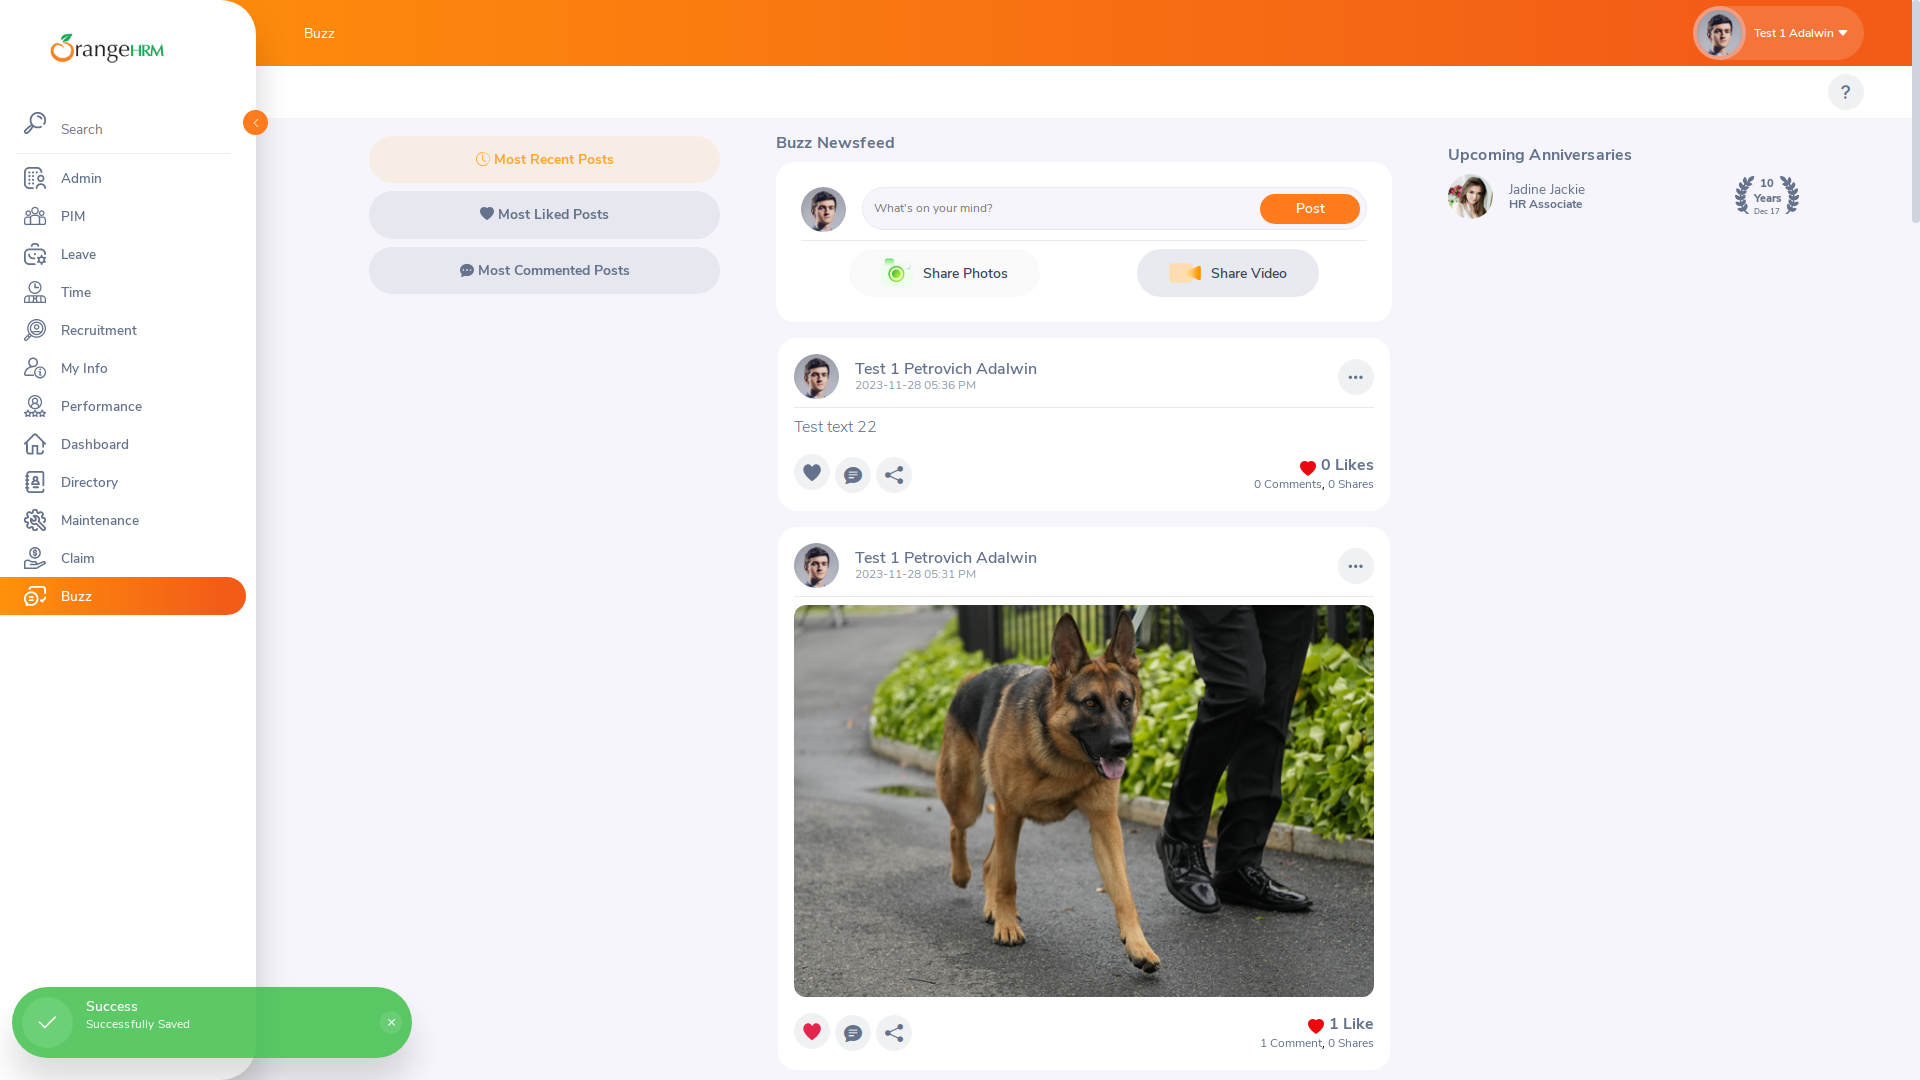 OrangeHRM
Buzz
Test 1 Adalwin
?
Search
Admin
PIM
Leave
Time
Recruitment
My Info
Performance
Dashboard
Directory
Maintenance
Claim
Buzz
Most Recent Posts
Most Liked Posts
Most Commented Posts
Buzz Newsfeed
What's on your mind?
Post
Share Photos
Share Video
Test 1 Petrovich Adalwin
2023-11-28 05:36 PM
Test text 22
0 Likes
0 Comments, 0 Shares
Test 1 Petrovich Adalwin
2023-11-28 05:31 PM
1 Like
1 Comment, 0 Shares
Upcoming Anniversaries
Jadine Jackie
HR Associate
10
Years
Dec 17
Success
Successfully Saved
×